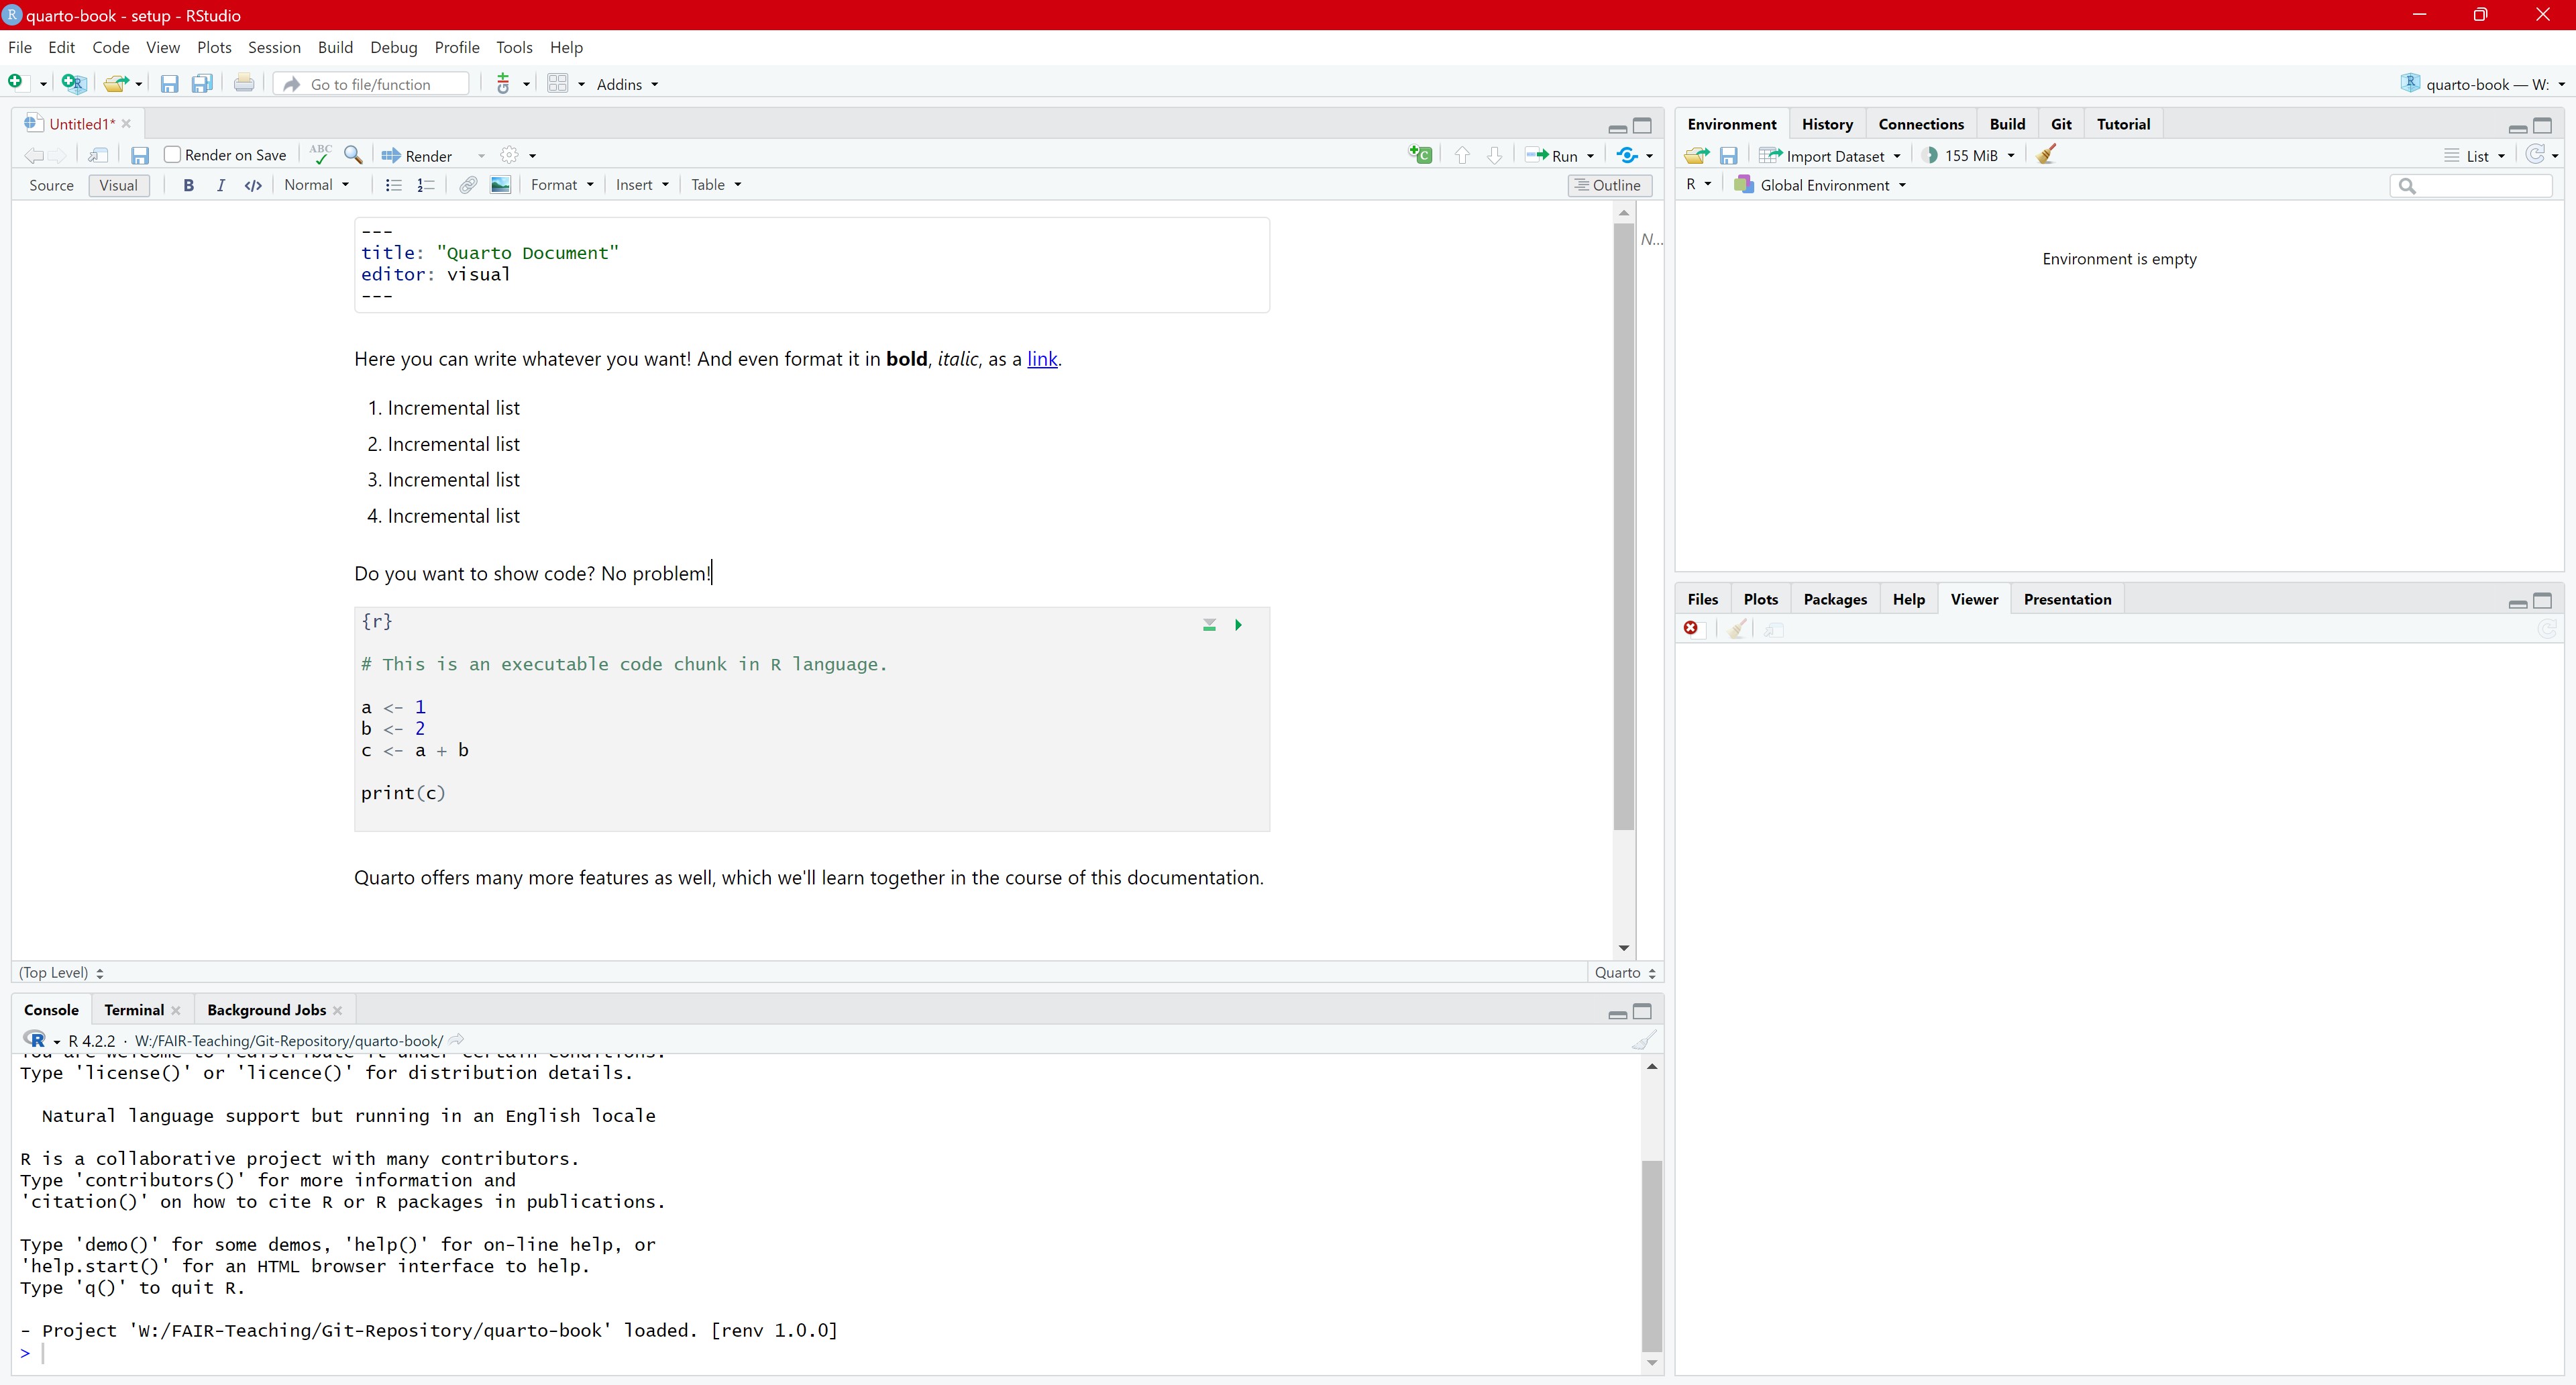 quarto-book - setup - RStudio
File Edit Code View Plots Session Build Debug Profile Tools Help
Go to file/function Addins quarto-book — W:
Untitled1*
Render on Save ABC Render Run
Source Visual B I </> Normal Format Insert Table Outline
---
title: "Quarto Document"
editor: visual
---
N...
Here you can write whatever you want! And even format it in bold, italic, as a link.
1. Incremental list
2. Incremental list
3. Incremental list
4. Incremental list
Do you want to show code? No problem!
{r}
# This is an executable code chunk in R language.
a <- 1
b <- 2
c <- a + b
print(c)
Quarto offers many more features as well, which we'll learn together in the course of this documentation.
(Top Level) Quarto
Console Terminal Background Jobs
R 4.2.2 · W:/FAIR-Teaching/Git-Repository/quarto-book/
You are welcome to redistribute it under certain conditions.
Type 'license()' or 'licence()' for distribution details.
Natural language support but running in an English locale
R is a collaborative project with many contributors.
Type 'contributors()' for more information and
'citation()' on how to cite R or R packages in publications.
Type 'demo()' for some demos, 'help()' for on-line help, or
'help.start()' for an HTML browser interface to help.
Type 'q()' to quit R.
- Project 'W:/FAIR-Teaching/Git-Repository/quarto-book' loaded. [renv 1.0.0]
>
Environment History Connections Build Git Tutorial
Import Dataset 155 MiB List
R Global Environment
Environment is empty
Files Plots Packages Help Viewer Presentation